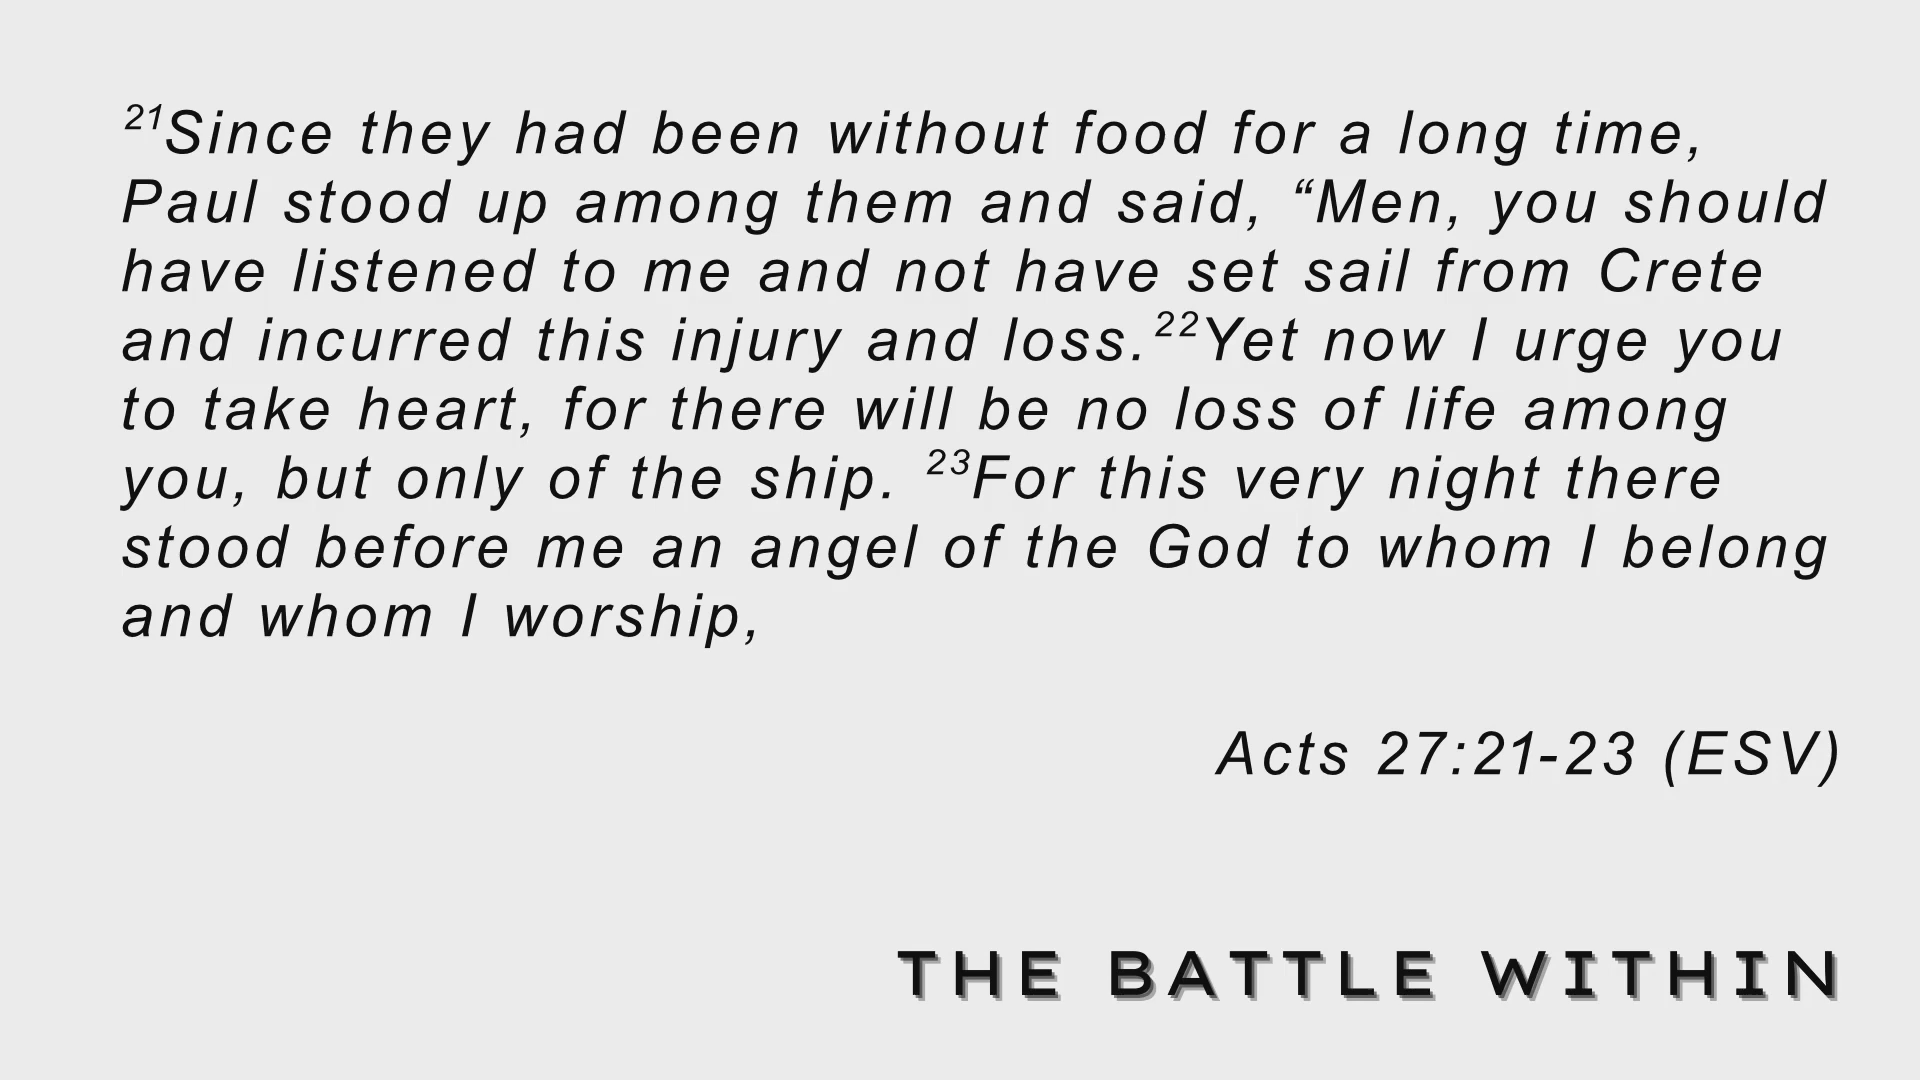 ²¹Since they had been without food for a long time,
Paul stood up among them and said, “Men, you should
have listened to me and not have set sail from Crete
and incurred this injury and loss. ²²Yet now I urge you
to take heart, for there will be no loss of life among
you, but only of the ship. ²³For this very night there
stood before me an angel of the God to whom I belong
and whom I worship,
Acts 27:21-23 (ESV)
THE BATTLE WITHIN